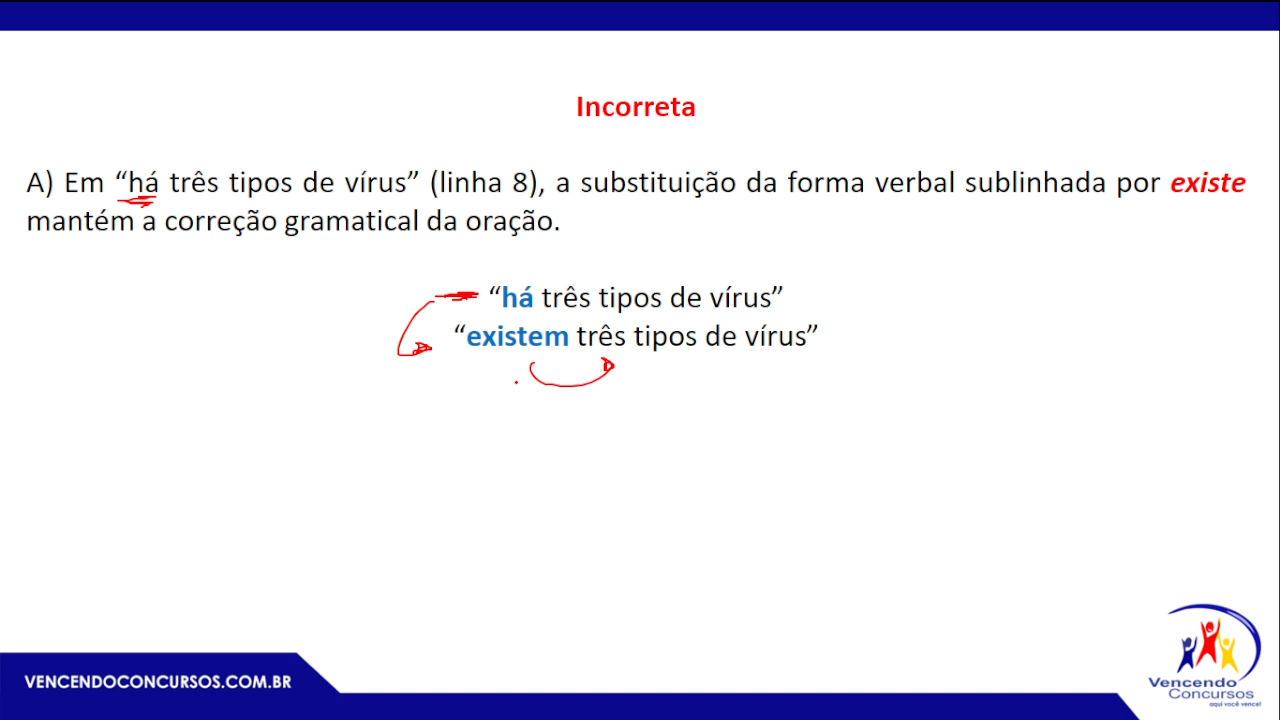 Incorreta
A) Em “há três tipos de vírus” (linha 8), a substituição da forma verbal sublinhada por existe
mantém a correção gramatical da oração.
“há três tipos de vírus”
“existem três tipos de vírus”
VENCENDOCONCURSOS.COM.BR
Vencendo
Concursos
aqui você vence!